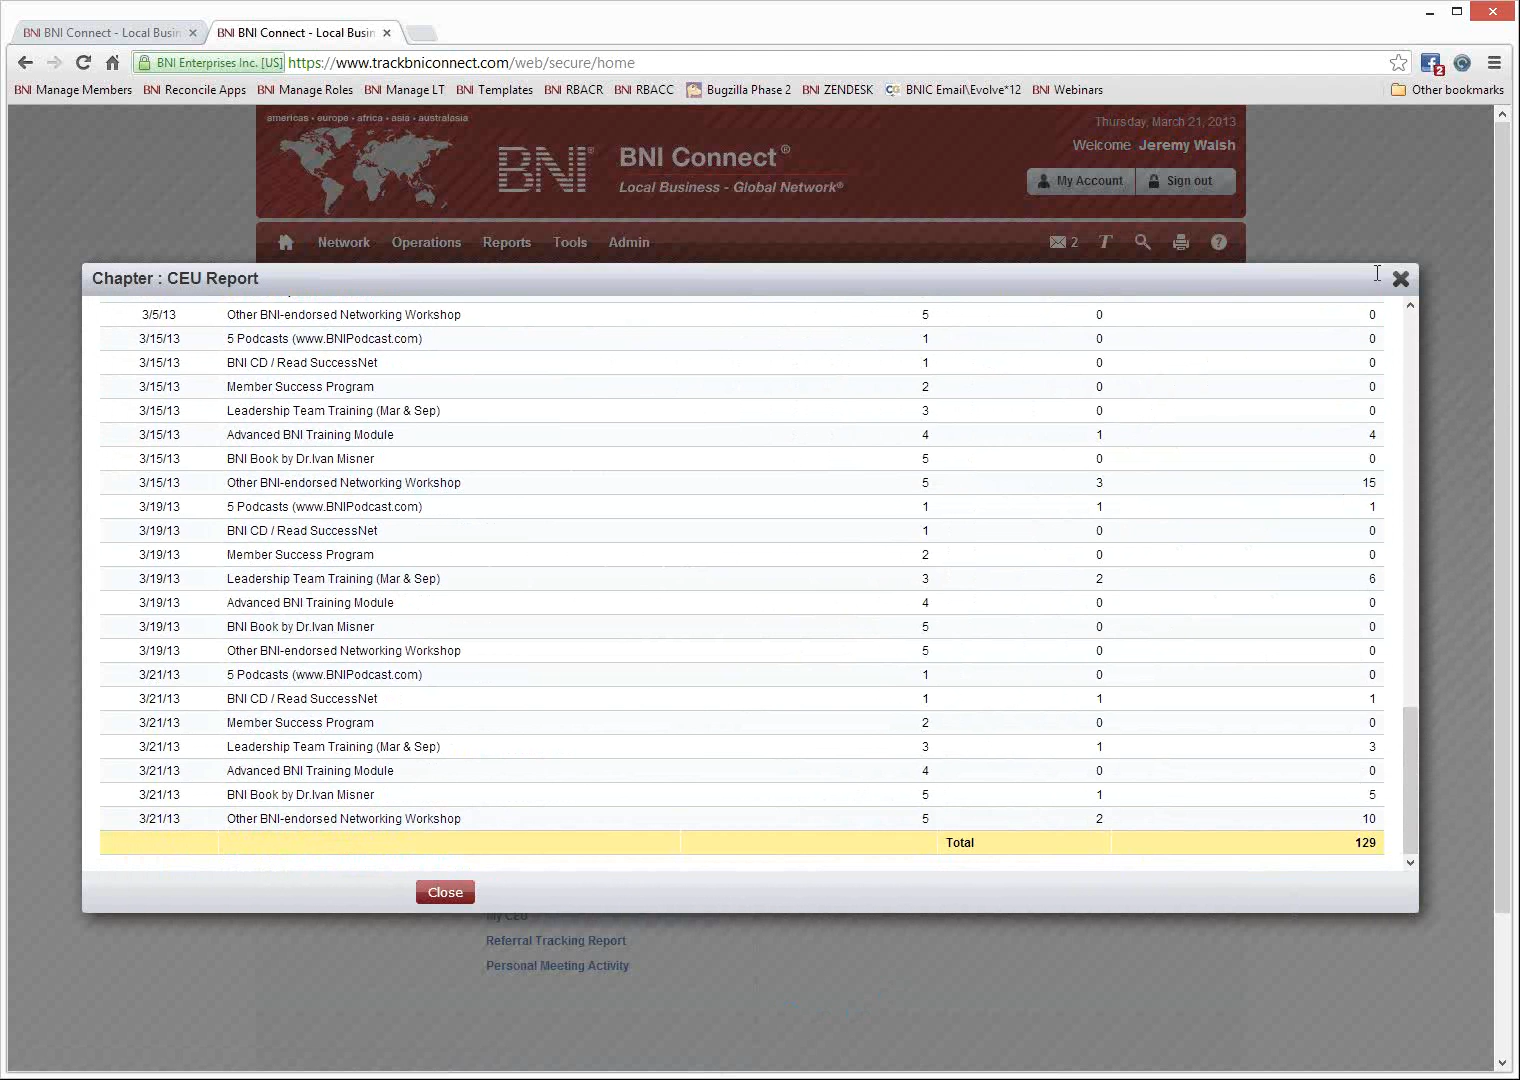 BNI BNI Connect - Local Busin
BNI BNI Connect - Local Busin
BNI Enterprises Inc. [US] https://www.trackbniconnect.com/web/secure/home
2
BNI Manage Members BNI Reconcile Apps BNI Manage Roles BNI Manage LT BNI Templates BNI RBACR BNI RBACC Bugzilla Phase 2 BNI ZENDESK CG BNIC Email\Evolve*12 BNI Webinars Other bookmarks
americas • europe • africa • asia • australasia
Thursday, March 21, 2013
Welcome Jeremy Walsh
BNI® BNI Connect®
Local Business - Global Network®
My Account Sign out
Network Operations Reports Tools Admin 2 T ?
Chapter : CEU Report
3/5/13 Other BNI-endorsed Networking Workshop 5 0 0
3/15/13 5 Podcasts (www.BNIPodcast.com) 1 0 0
3/15/13 BNI CD / Read SuccessNet 1 0 0
3/15/13 Member Success Program 2 0 0
3/15/13 Leadership Team Training (Mar & Sep) 3 0 0
3/15/13 Advanced BNI Training Module 4 1 4
3/15/13 BNI Book by Dr.Ivan Misner 5 0 0
3/15/13 Other BNI-endorsed Networking Workshop 5 3 15
3/19/13 5 Podcasts (www.BNIPodcast.com) 1 1 1
3/19/13 BNI CD / Read SuccessNet 1 0 0
3/19/13 Member Success Program 2 0 0
3/19/13 Leadership Team Training (Mar & Sep) 3 2 6
3/19/13 Advanced BNI Training Module 4 0 0
3/19/13 BNI Book by Dr.Ivan Misner 5 0 0
3/19/13 Other BNI-endorsed Networking Workshop 5 0 0
3/21/13 5 Podcasts (www.BNIPodcast.com) 1 0 0
3/21/13 BNI CD / Read SuccessNet 1 1 1
3/21/13 Member Success Program 2 0 0
3/21/13 Leadership Team Training (Mar & Sep) 3 1 3
3/21/13 Advanced BNI Training Module 4 0 0
3/21/13 BNI Book by Dr.Ivan Misner 5 1 5
3/21/13 Other BNI-endorsed Networking Workshop 5 2 10
Total 129
Close
My CEU
Referral Tracking Report
Personal Meeting Activity